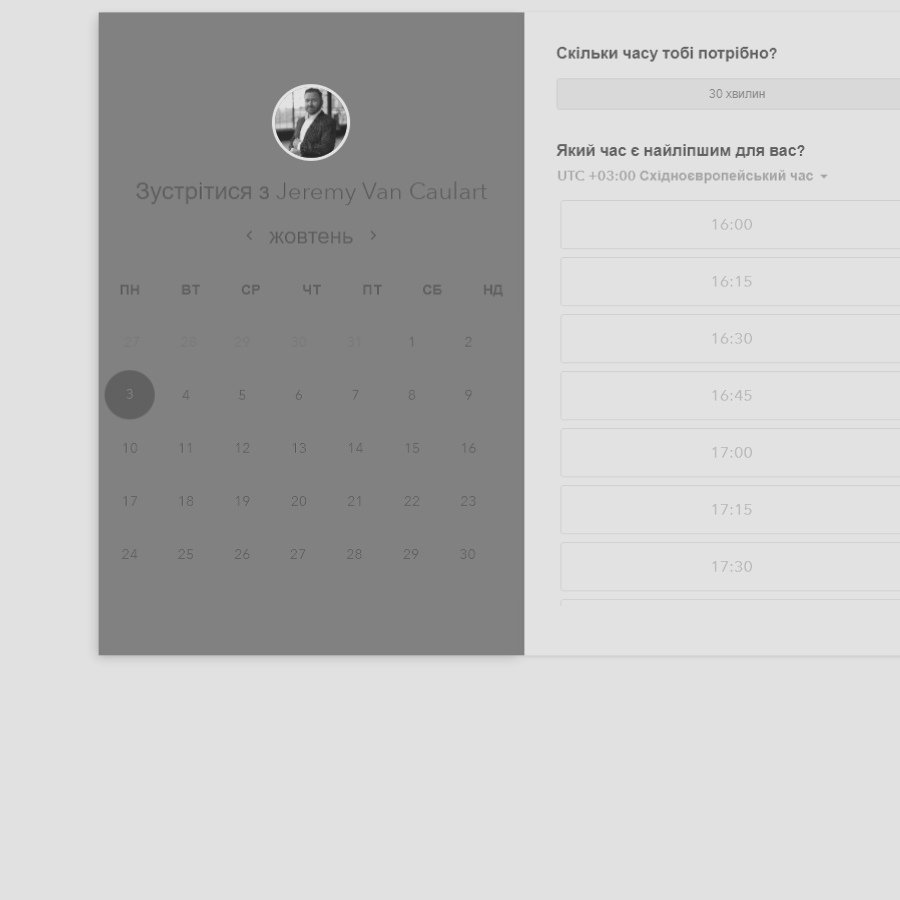 Зустрітися з Jeremy Van Caulart
жовтень
ПН ВТ СР ЧТ ПТ СБ НД
27 28 29 30 31 1 2
3 4 5 6 7 8 9
10 11 12 13 14 15 16
17 18 19 20 21 22 23
24 25 26 27 28 29 30
Скільки часу тобі потрібно?
30 хвилин
Який час є найліпшим для вас?
UTC +03:00 Східноєвропейський час
16:00
16:15
16:30
16:45
17:00
17:15
17:30